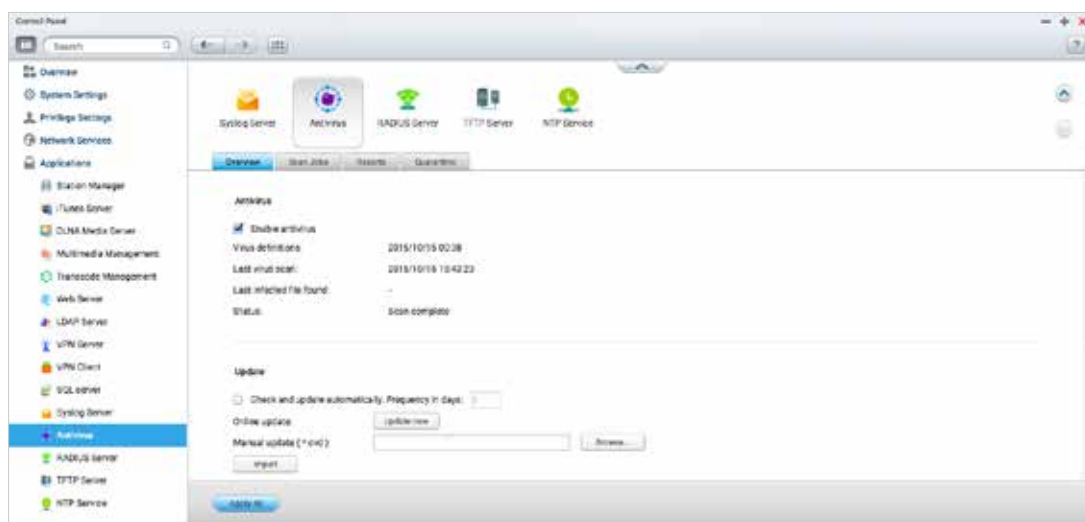 Control Panel
Search
?
Overview
System Settings
Privilege Settings
Network Services
Applications
Station Manager
iTunes Server
DLNA Media Server
Multimedia Management
Transcode Management
Web Server
LDAP Server
VPN Server
VPN Client
SQL server
Syslog Server
Antivirus
RADIUS Server
TFTP Server
NTP Service
Syslog Server
Antivirus
RADIUS Server
TFTP Server
NTP Service
Overview
Scan Jobs
Reports
Quarantine
Antivirus
Enable antivirus
Virus definitions
Last virus scan:
Last infected file found:
--
Status:
Scan complete
Update
Check and update automatically. Frequency in days:
Online update
Update now
Manual update (*.cvd):
Browse...
Import
Apply All